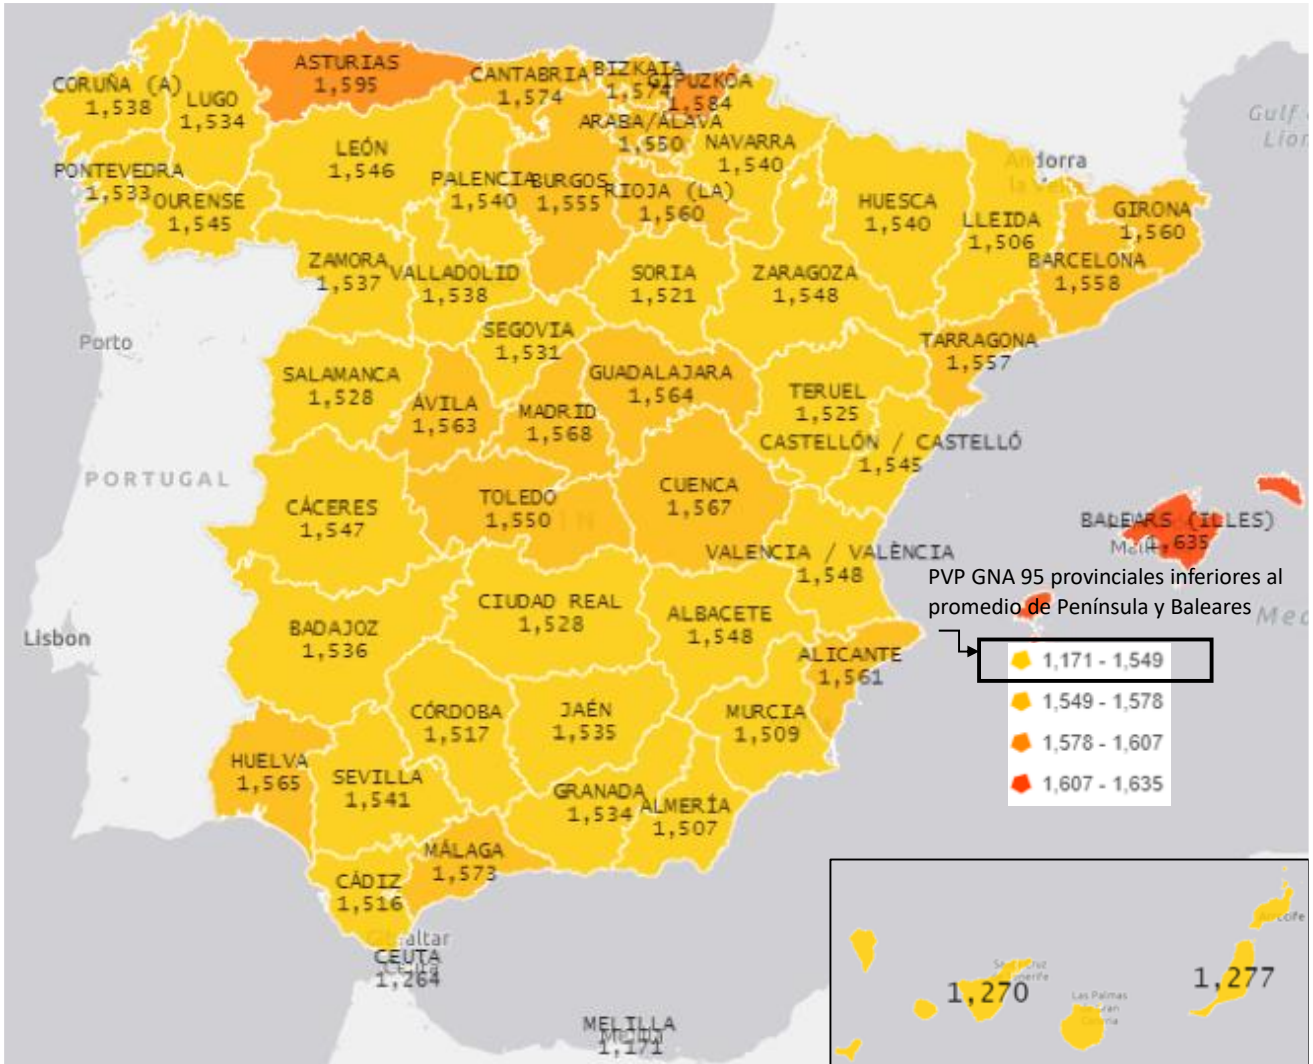 ASTURIAS
1,595
CANTABRIA
1,574
BIZKAIA
1,574
GIPUZKOA
1,584
CORUÑA (A)
1,538
LUGO
1,534
ARABA/ÁLAVA
1,550
NAVARRA
1,540
LEÓN
1,546
PONTEVEDRA
1,533
OURENSE
1,545
PALENCIA
1,540
BURGOS
1,555
RIOJA (LA)
1,560
HUESCA
1,540
LLEIDA
1,506
GIRONA
1,560
BARCELONA
1,558
ZAMORA
1,537
VALLADOLID
1,538
SORIA
1,521
ZARAGOZA
1,548
SEGOVIA
1,531
TARRAGONA
1,557
Porto
SALAMANCA
1,528
ÁVILA
1,563
MADRID
1,568
GUADALAJARA
1,564
TERUEL
1,525
CASTELLÓN / CASTELLÓ
1,545
PORTUGAL
CÁCERES
1,547
TOLEDO
1,550
CUENCA
1,567
BALEARS (ILLES)
1,635
VALENCIA / VALÈNCIA
1,548
PVP GNA 95 provinciales inferiores al
promedio de Península y Baleares
Lisbon
BADAJOZ
1,536
CIUDAD REAL
1,528
ALBACETE
1,548
ALICANTE
1,561
1,171 - 1,549
1,549 - 1,578
1,578 - 1,607
1,607 - 1,635
CÓRDOBA
1,517
JAÉN
1,535
MURCIA
1,509
HUELVA
1,565
SEVILLA
1,541
GRANADA
1,534
ALMERÍA
1,507
MÁLAGA
1,573
CÁDIZ
1,516
CEUTA
1,264
MELILLA
1,171
1,270
1,277
Las Palmas